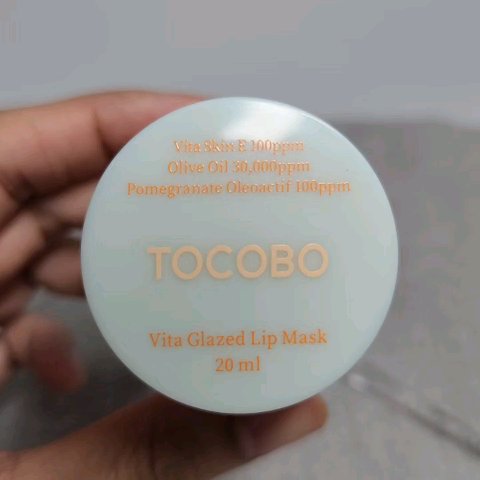 Vita Skin E 100ppm
Olive Oil 30,000ppm
Pomegranate Oleoactif 100ppm
TOCOBO
Vita Glazed Lip Mask
20 ml